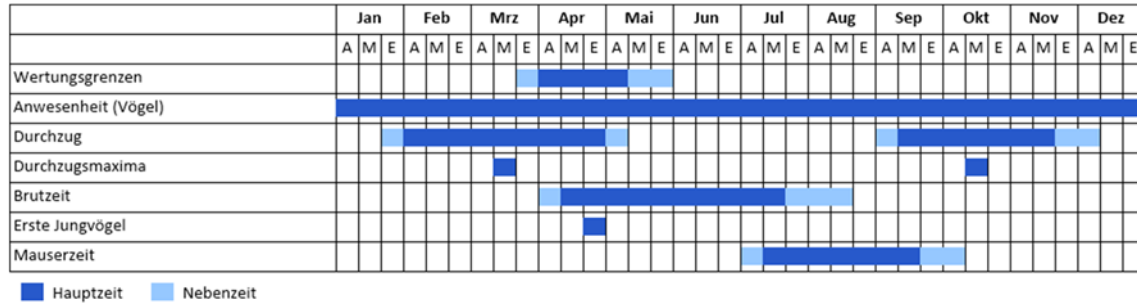 Jan Feb Mrz Apr Mai Jun Jul Aug Sep Okt Nov Dez
A M E A M E A M E A M E A M E A M E A M E A M E A M E A M E A M E A M E
Wertungsgrenzen
Anwesenheit (Vögel)
Durchzug
Durchzugsmaxima
Brutzeit
Erste Jungvögel
Mauserzeit
Hauptzeit Nebenzeit